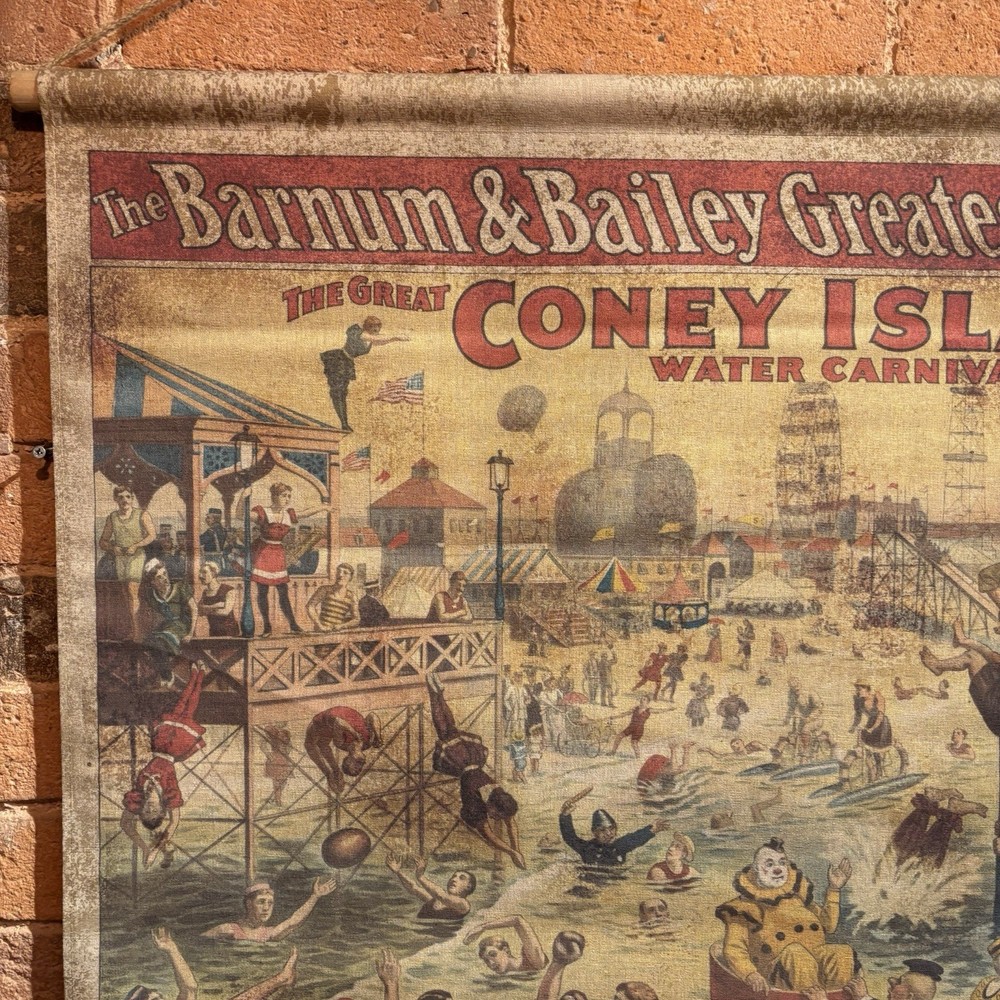 The Barnum & Bailey Greates
THE GREAT CONEY ISLA
WATER CARNIVA